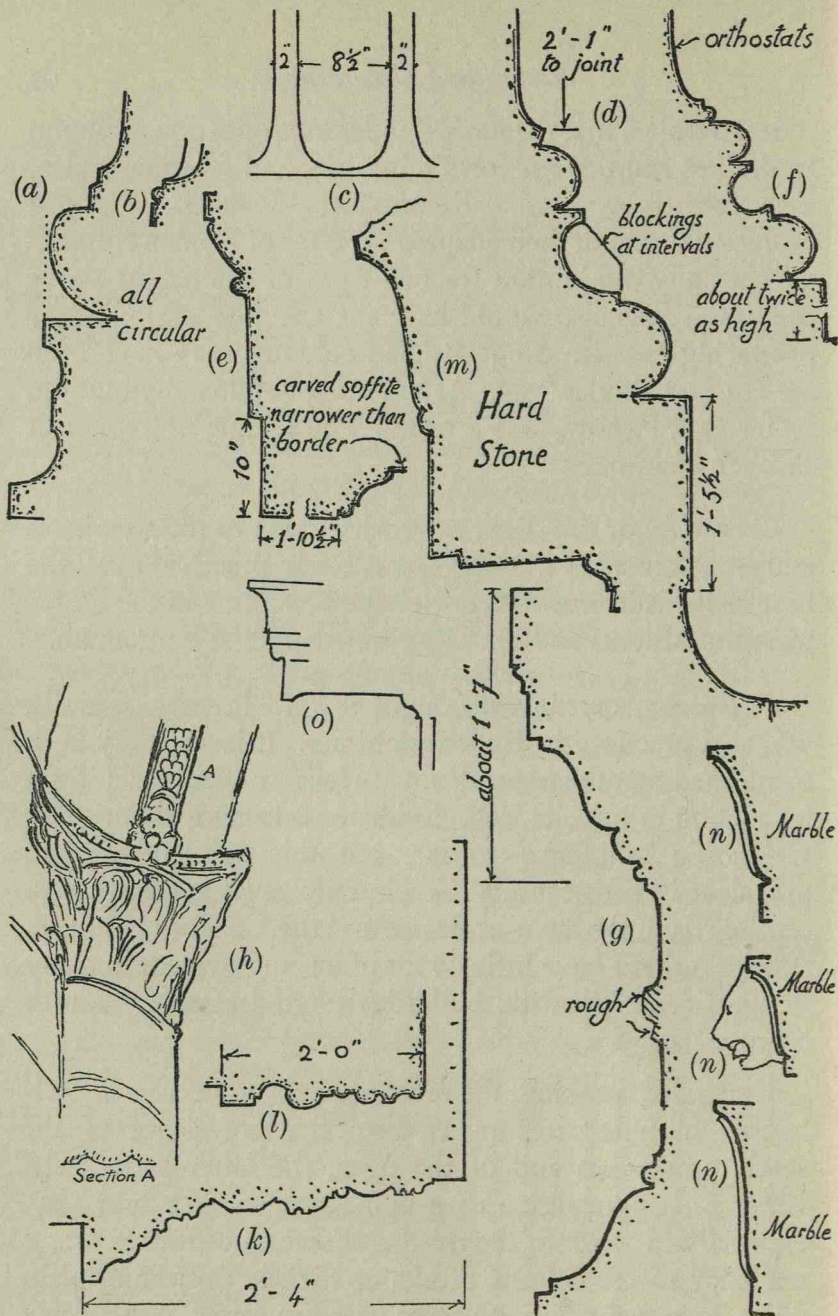 2"
8½"
2"
(c)
2'-1"
to joint
(d)
orthostats
(a)
(b)
(f)
blockings
at intervals
all
circular
about twice
as high
(e)
(m)
carved soffite
narrower than
border
Hard
Stone
10"
1'-10½"
1'-5½"
(o)
about 1'-7"
A
(n)
Marble
(h)
(g)
rough
Marble
(n)
2'-0"
(l)
Section A
(n)
Marble
(k)
2'-4"